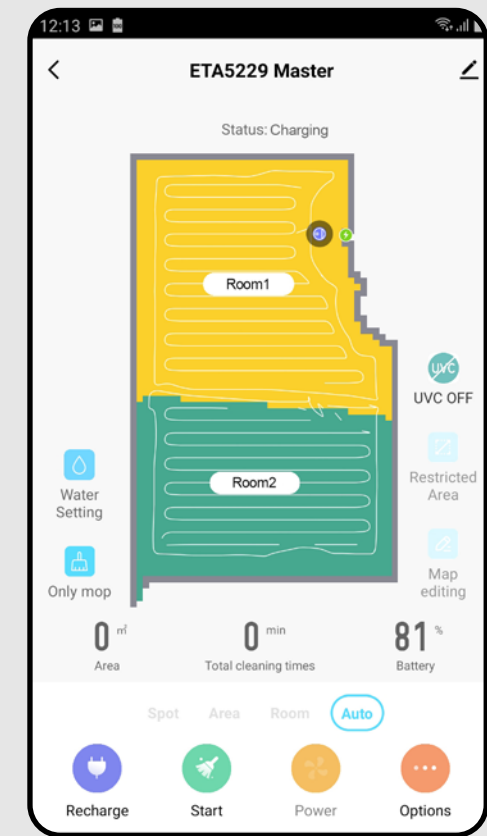 12:13
ETA5229 Master
Status: Charging
Room1
UVC
UVC OFF
Room2
Restricted
Area
Water
Setting
Map
editing
Only mop
0 ㎡
0 min
81 %
Area
Total cleaning times
Battery
Spot Area Room Auto
Recharge Start Power Options